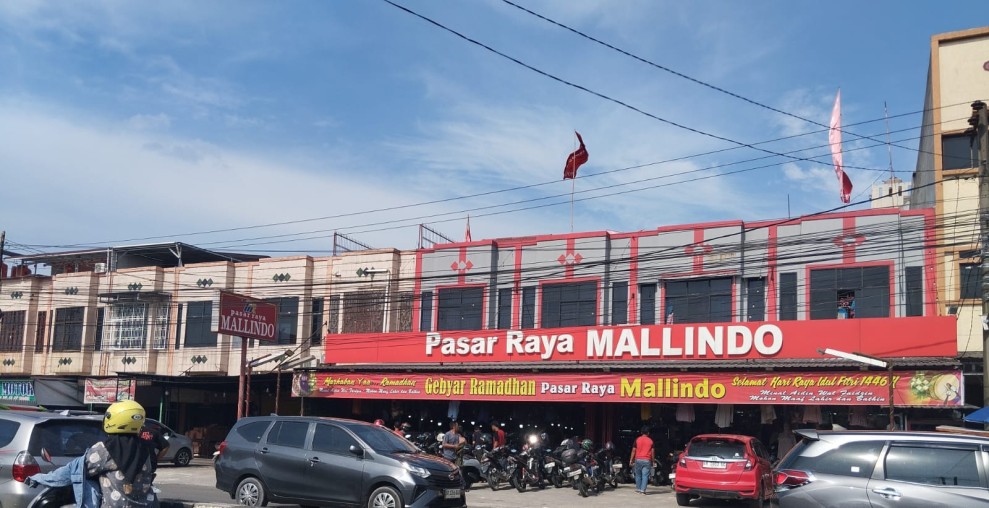 Pasar Raya MALLINDO
pasar raya
MALLINDO
Marhaban Yaa Ramadhan
Gebyar Ramadhan Pasar Raya Mallindo
Selamat Hari Raya Idul Fitri 1446 H
Minal Aidin Wal Faidzin
Mohon Maaf Lahir dan Bathin